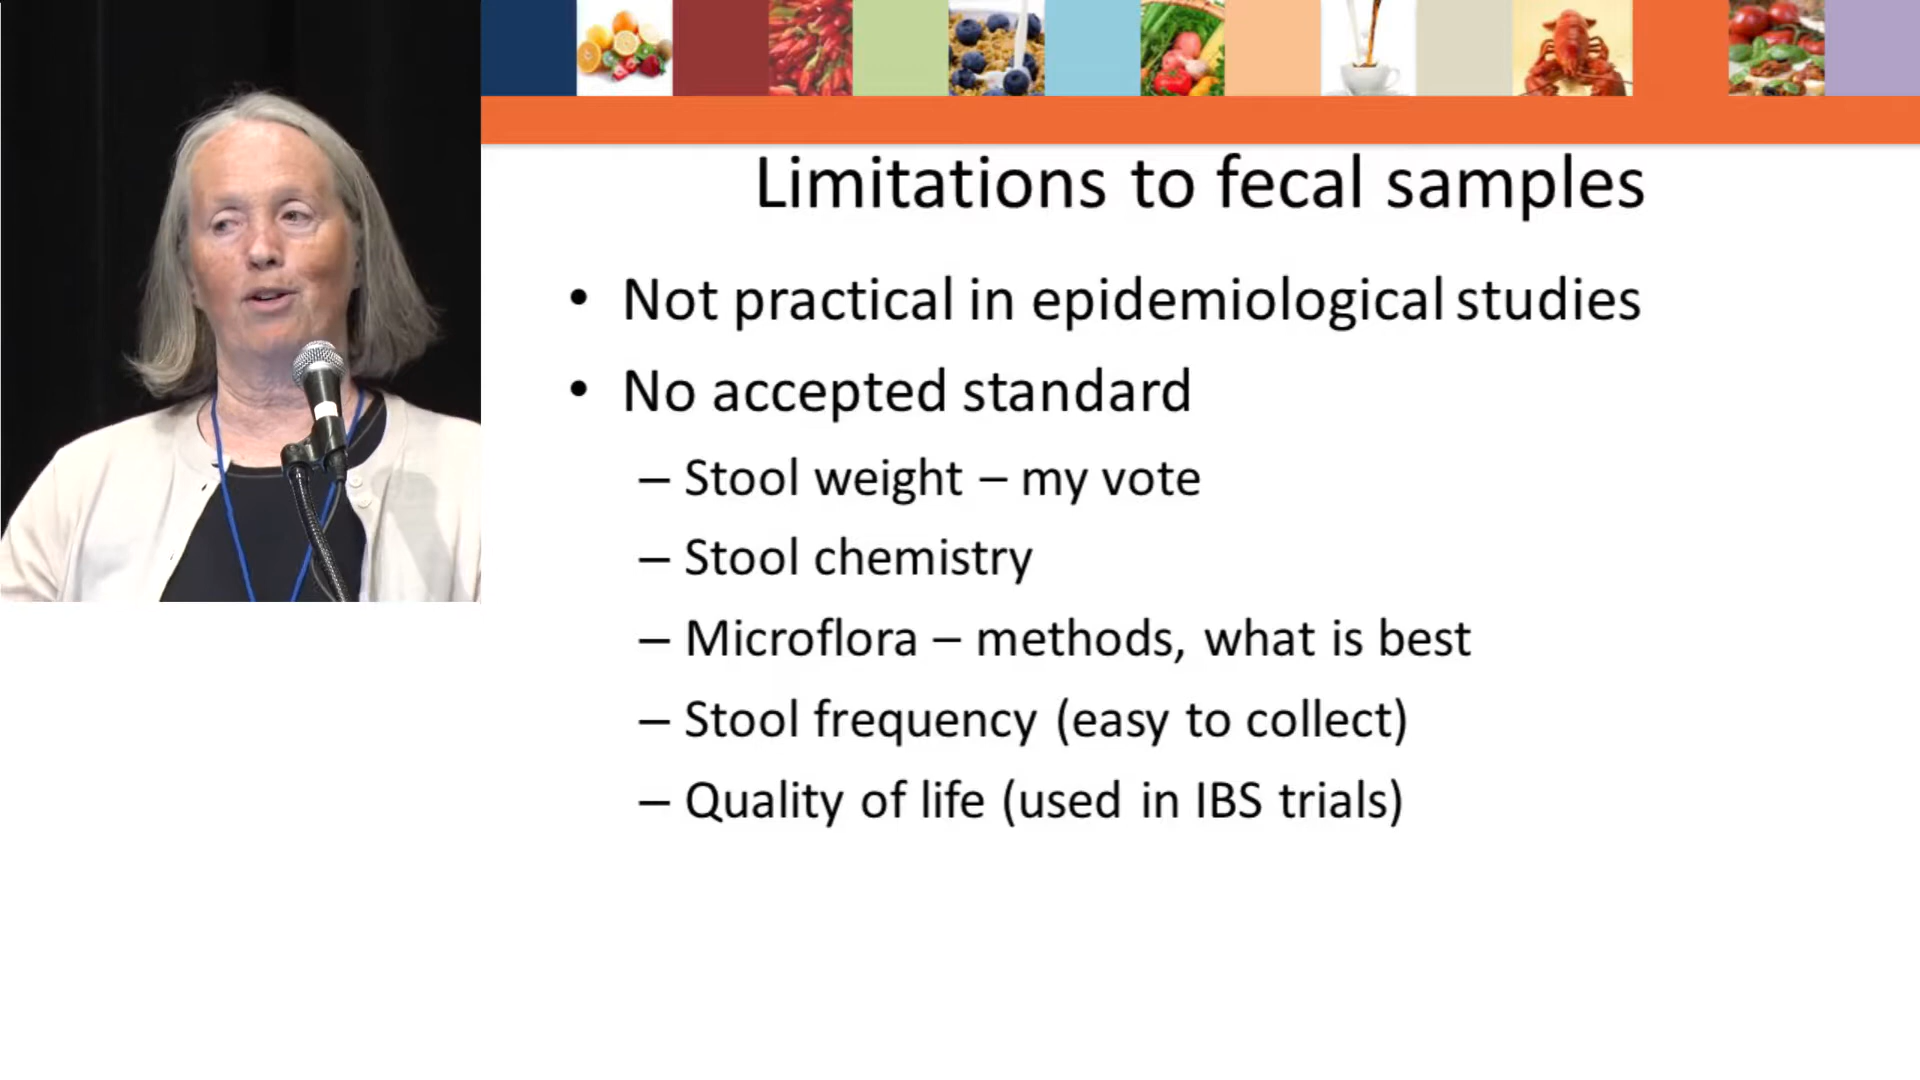 Limitations to fecal samples
• Not practical in epidemiological studies
• No accepted standard
– Stool weight – my vote
– Stool chemistry
– Microflora – methods, what is best
– Stool frequency (easy to collect)
– Quality of life (used in IBS trials)